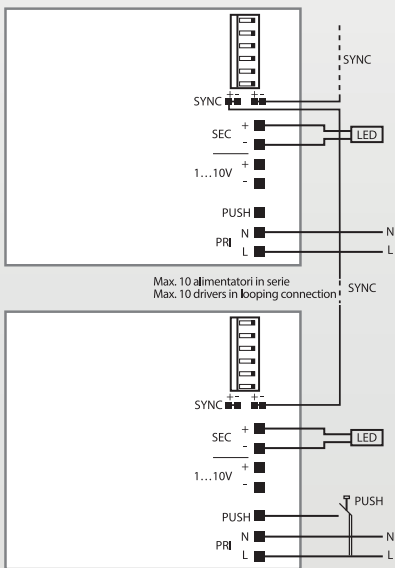 SYNC
+ - + -
SYNC
SEC + LED
-
1...10V +
-
PUSH
PRI N N
L L
Max. 10 alimentatori in serie
Max. 10 drivers in looping connection
SYNC
+ - + -
SYNC
SEC + LED
-
1...10V +
-
PUSH PUSH
PRI N N
L L